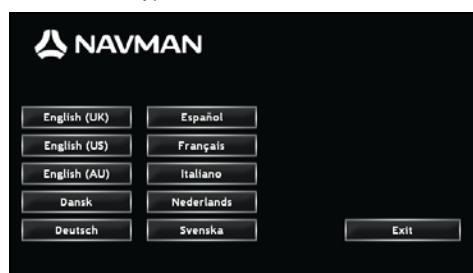 NAVMAN
English (UK) Español
English (US) Français
English (AU) Italiano
Dansk Nederlands
Deutsch Svenska Exit